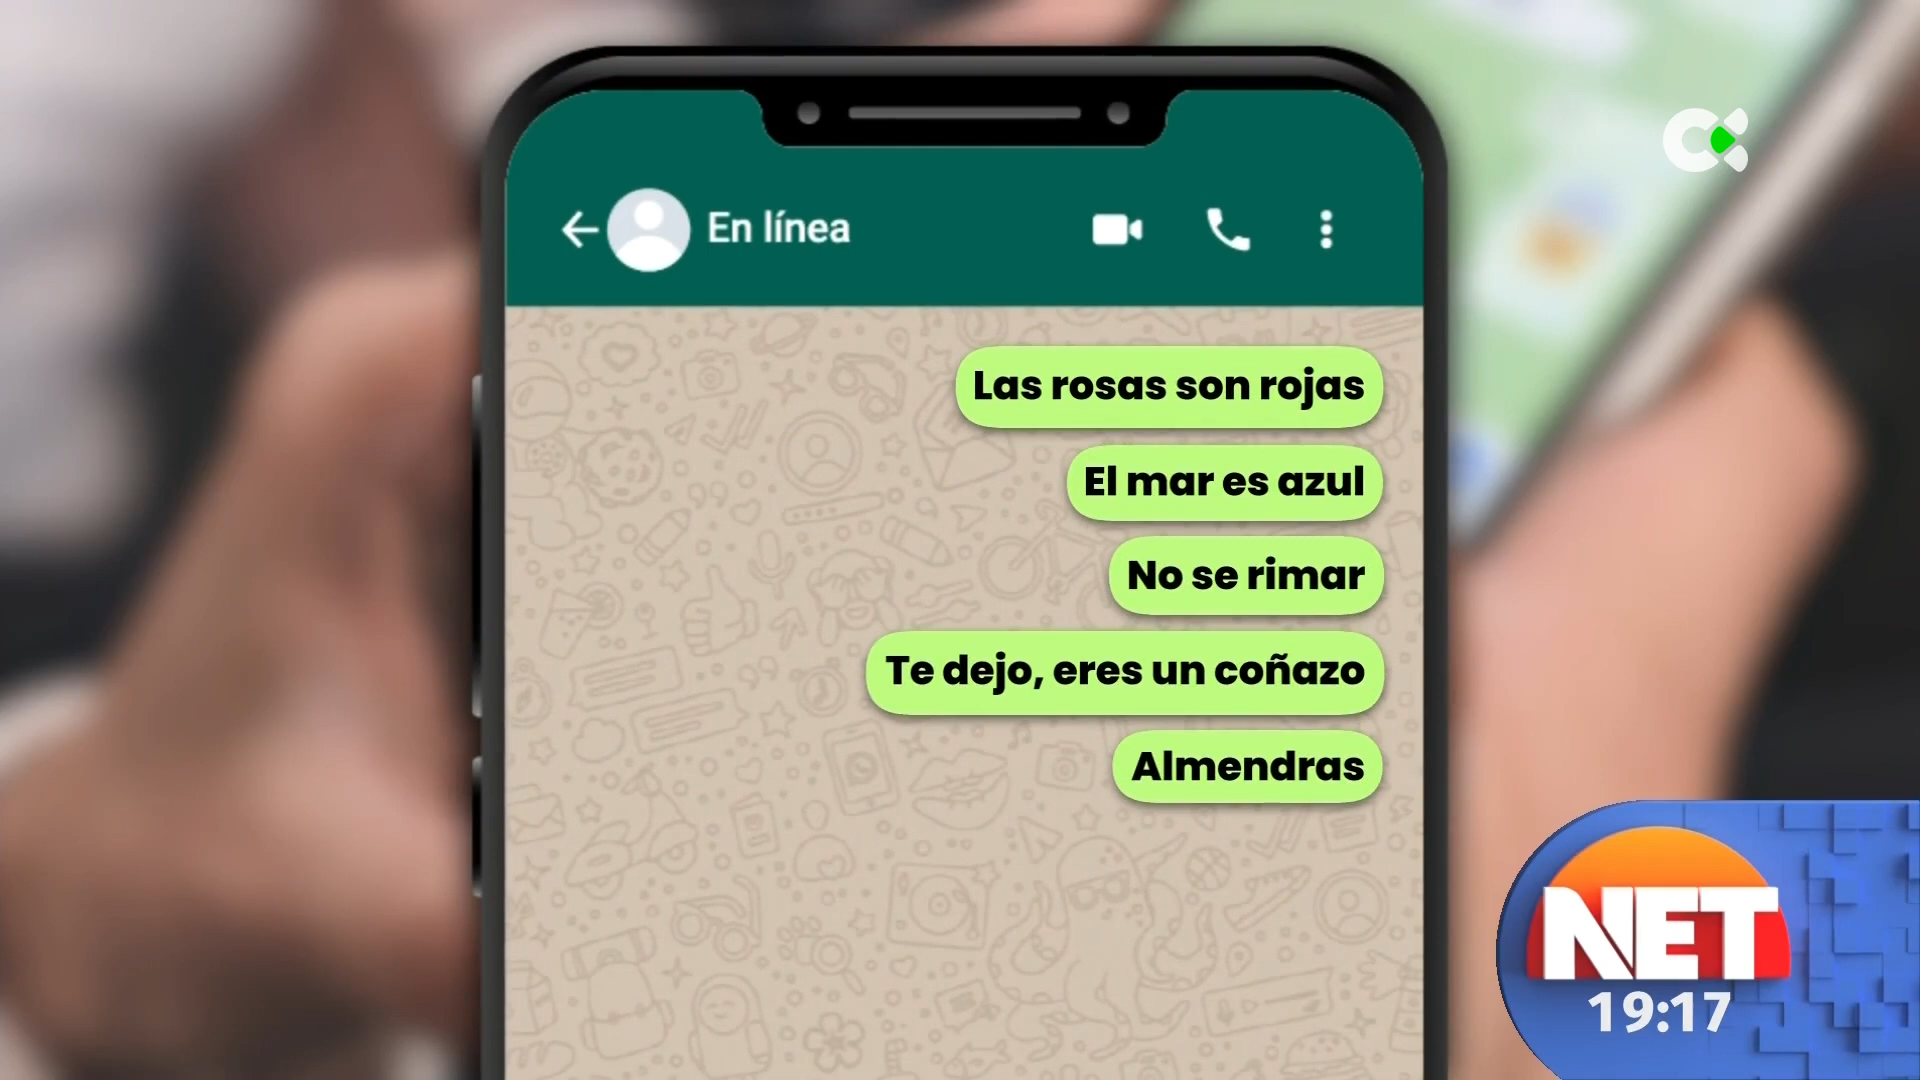 En línea
Las rosas son rojas
El mar es azul
No se rimar
Te dejo, eres un coñazo
Almendras
NET
19:17